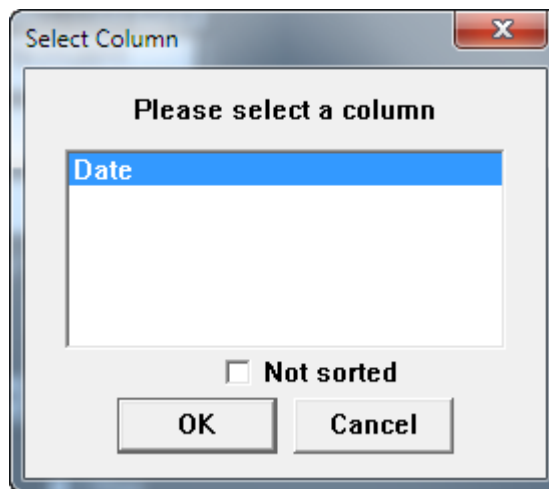 Select Column
Please select a column
Date
Not sorted
OK
Cancel